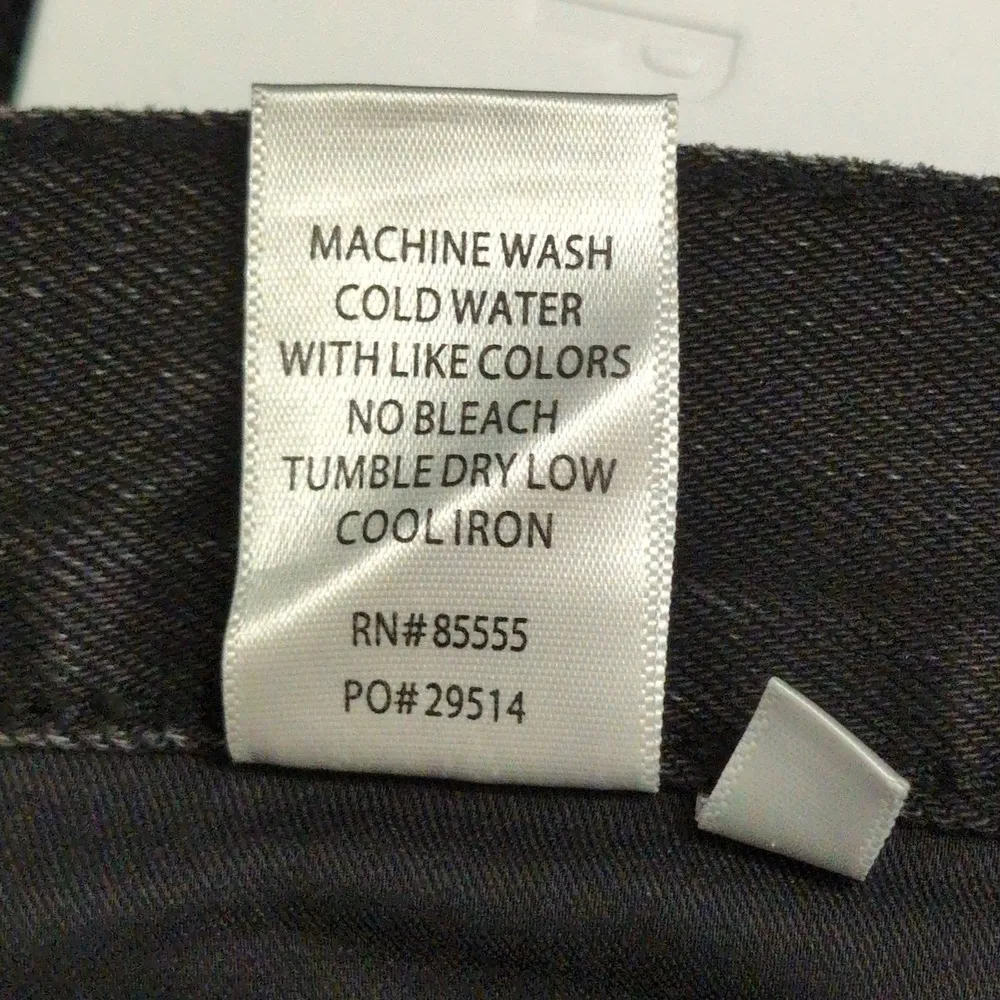 MACHINE WASH
COLD WATER
WITH LIKE COLORS
NO BLEACH
TUMBLE DRY LOW
COOL IRON
RN# 85555
PO# 29514